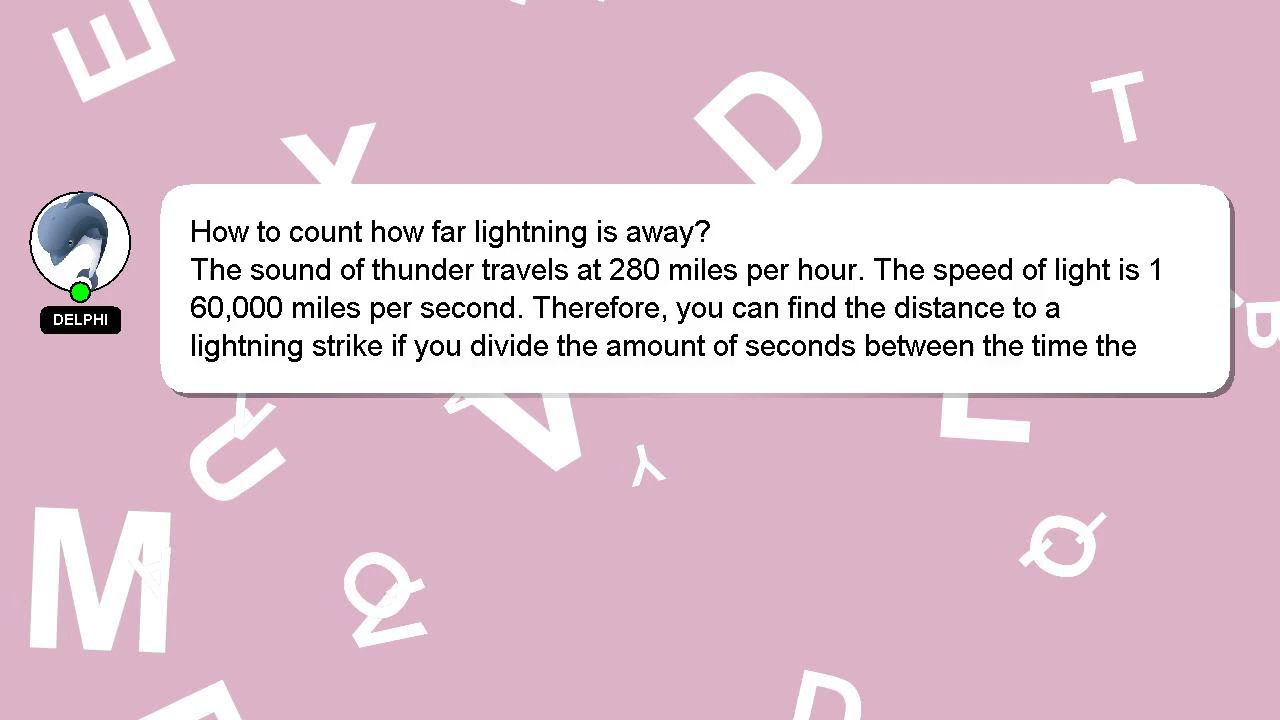 How to count how far lightning is away?
The sound of thunder travels at 280 miles per hour. The speed of light is 1
60,000 miles per second. Therefore, you can find the distance to a
lightning strike if you divide the amount of seconds between the time the
DELPHI
E
Y
D
T
R
U
V
L
Y
M
A
Q
Z
Q
D